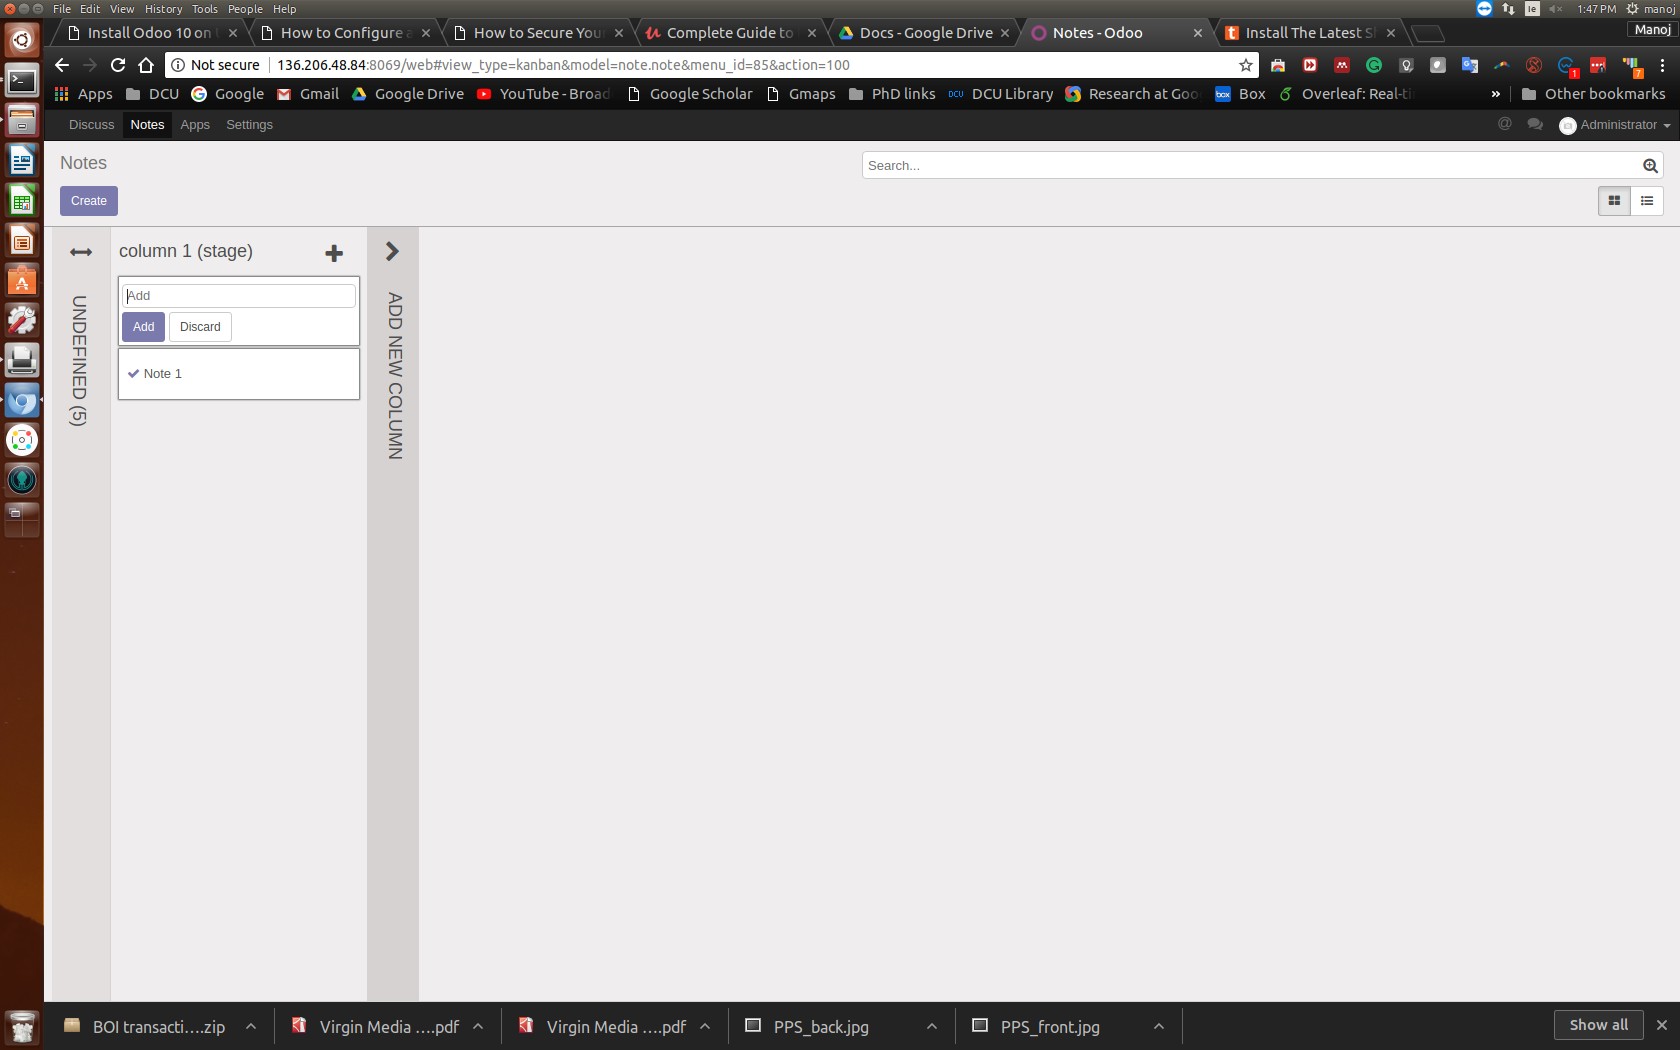 File Edit View History Tools People Help
1:47 PM manoj
Install Odoo 10 on
How to Configure a
How to Secure You
Complete Guide to
Docs - Google Drive
Notes - Odoo
Install The Latest S
Manoj
Not secure 136.206.48.84:8069/web#view_type=kanban&model=note.note&menu_id=85&action=100
1
7
Apps DCU Google Gmail Google Drive YouTube - Broad Google Scholar Gmaps PhD links DCU DCU Library Research at Goo box Box Overleaf: Real-ti » Other bookmarks
Discuss Notes Apps Settings @ Administrator
Notes
Search...
Create
column 1 (stage)
UNDEFINED (5)
Add
Add Discard
Note 1
ADD NEW COLUMN
BOI transacti....zip
Virgin Media ....pdf
Virgin Media ....pdf
PPS_back.jpg
PPS_front.jpg
Show all